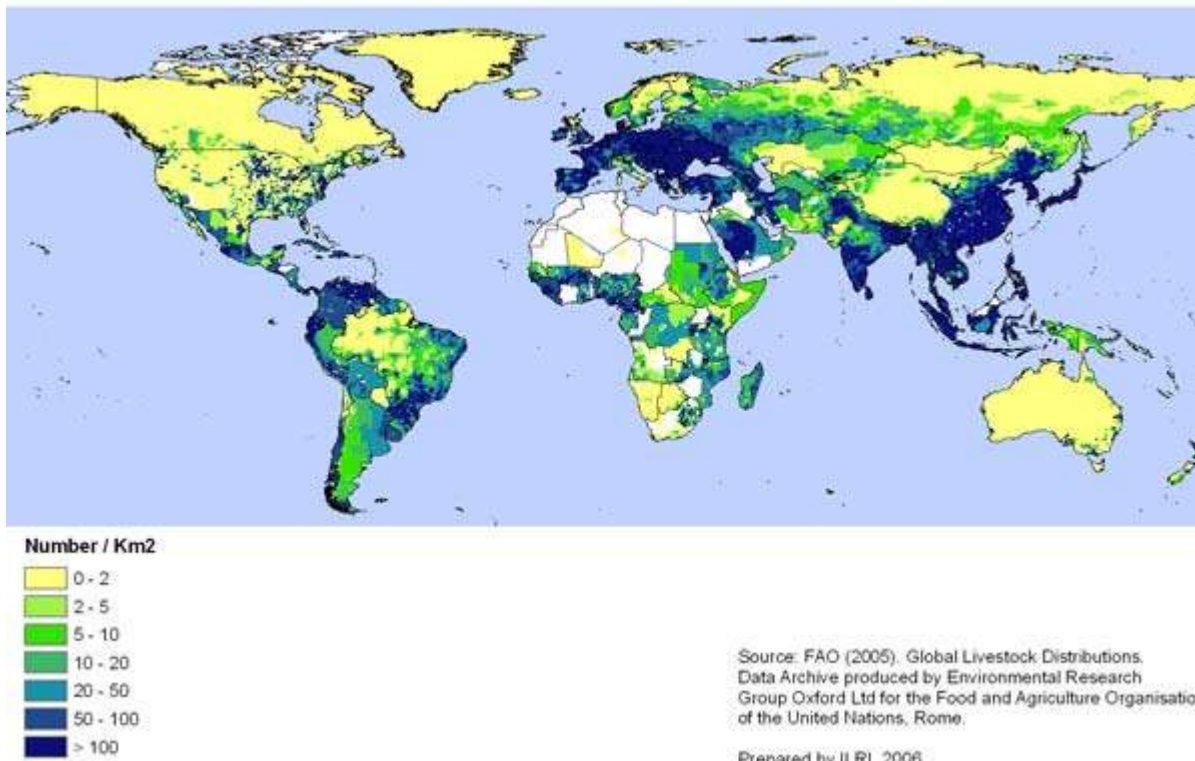 Number / Km2
0 - 2
2 - 5
5 - 10
10 - 20
20 - 50
50 - 100
> 100
Source: FAO (2005). Global Livestock Distributions.
Data Archive produced by Environmental Research
Group Oxford Ltd for the Food and Agriculture Organisatio
of the United Nations, Rome.
Prepared by ILRI, 2006